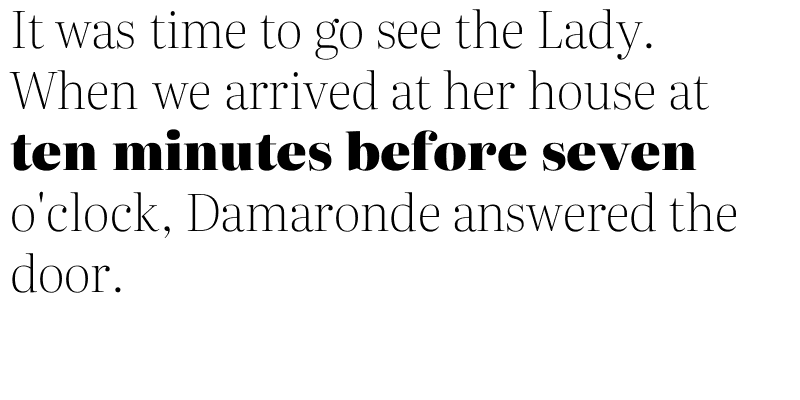 It was time to go see the Lady.
When we arrived at her house at
ten minutes before seven
o'clock, Damaronde answered the
door.